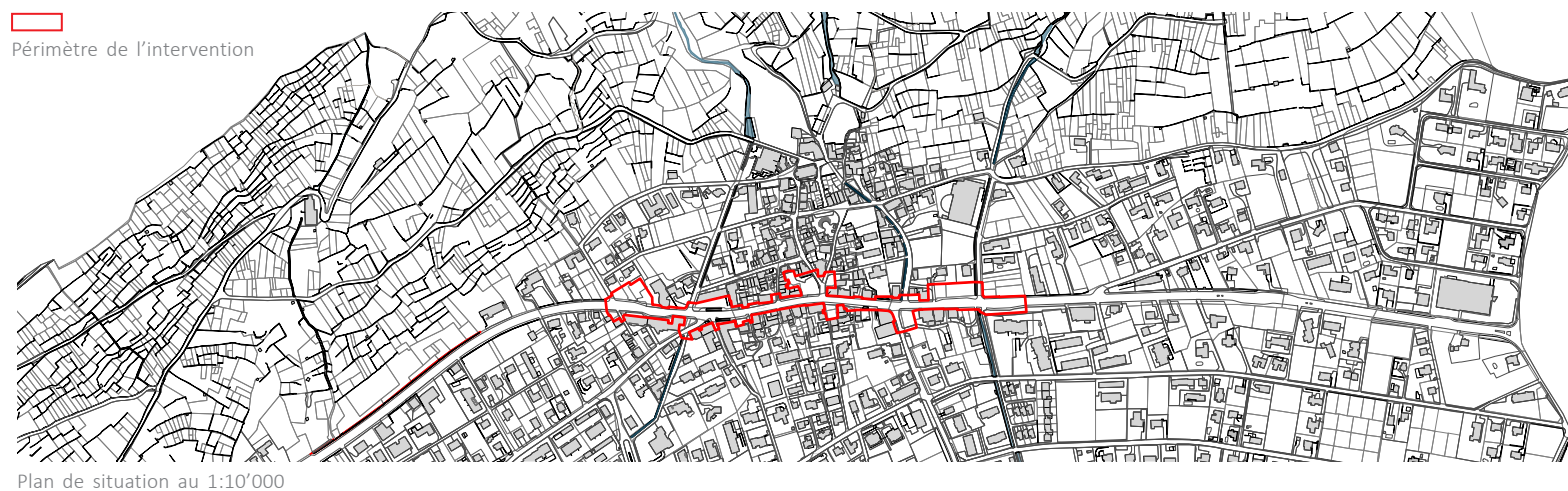 Périmètre de l’intervention
Plan de situation au 1:10’000